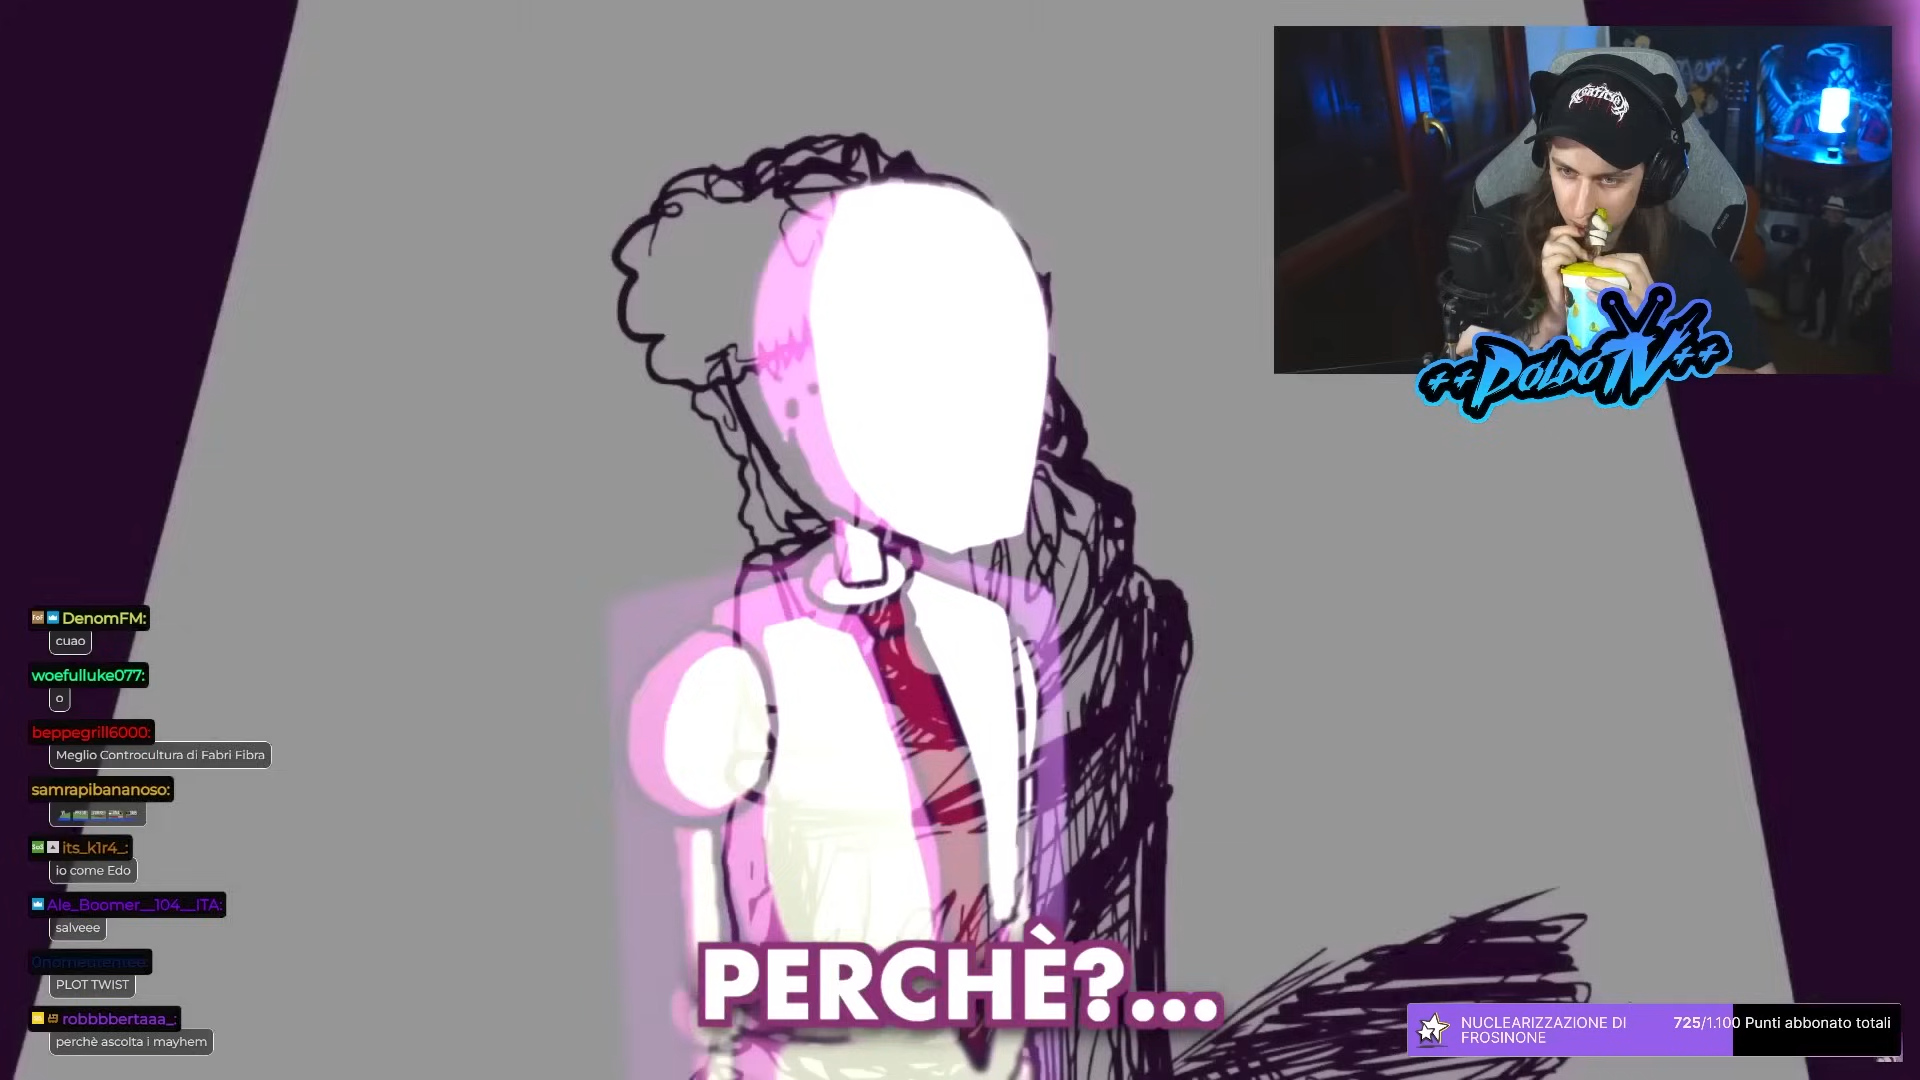 ++DOLDOTV++
DenomFM:
cuao
woefulluke077:
o
beppegrill6000:
Meglio Controcultura di Fabri Fibra
samrapibananoso:
its_k1r4_:
io come Edo
Ale_Boomer__104__ITA:
salveee
PLOT TWIST
robbbbertaaa_:
perchè ascolta i mayhem
PERCHÈ?...
NUCLEARIZZAZIONE DI
FROSINONE
725/1.100 Punti abbonato totali